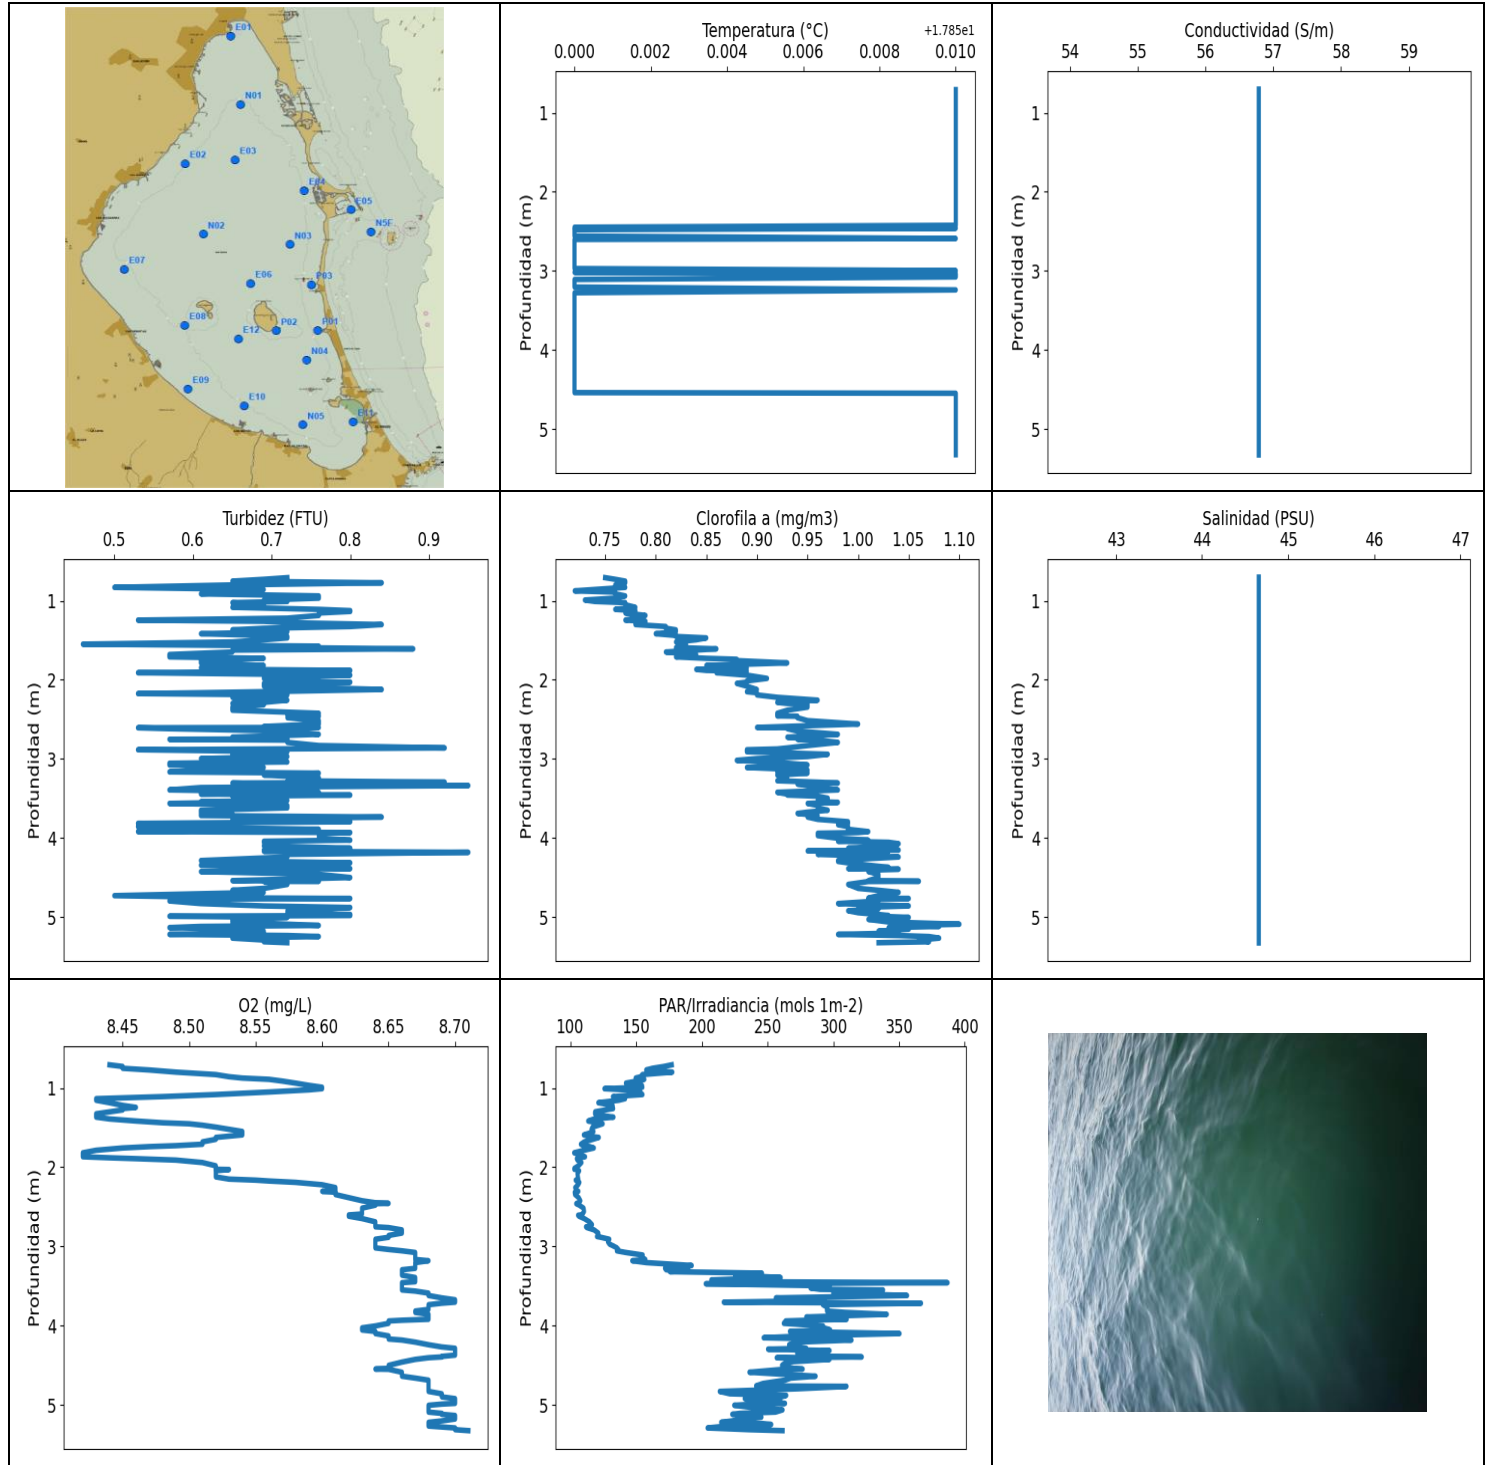 E01
N01
E02
E03
E04
E05
N5F
N02
N03
E07
E06
P03
E08
P02
P01
E12
N04
E09
E10
N05
E11
Temperatura (°C)
+1.785e1
0.000 0.002 0.004 0.006 0.008 0.010
Profundidad (m)
1
2
3
4
5
Conductividad (S/m)
54 55 56 57 58 59
Profundidad (m)
1
2
3
4
5
Turbidez (FTU)
0.5 0.6 0.7 0.8 0.9
Profundidad (m)
1
2
3
4
5
Clorofila a (mg/m3)
0.75 0.80 0.85 0.90 0.95 1.00 1.05 1.10
Profundidad (m)
1
2
3
4
5
Salinidad (PSU)
43 44 45 46 47
Profundidad (m)
1
2
3
4
5
O2 (mg/L)
8.45 8.50 8.55 8.60 8.65 8.70
Profundidad (m)
1
2
3
4
5
PAR/Irradiancia (mols 1m-2)
100 150 200 250 300 350 400
Profundidad (m)
1
2
3
4
5